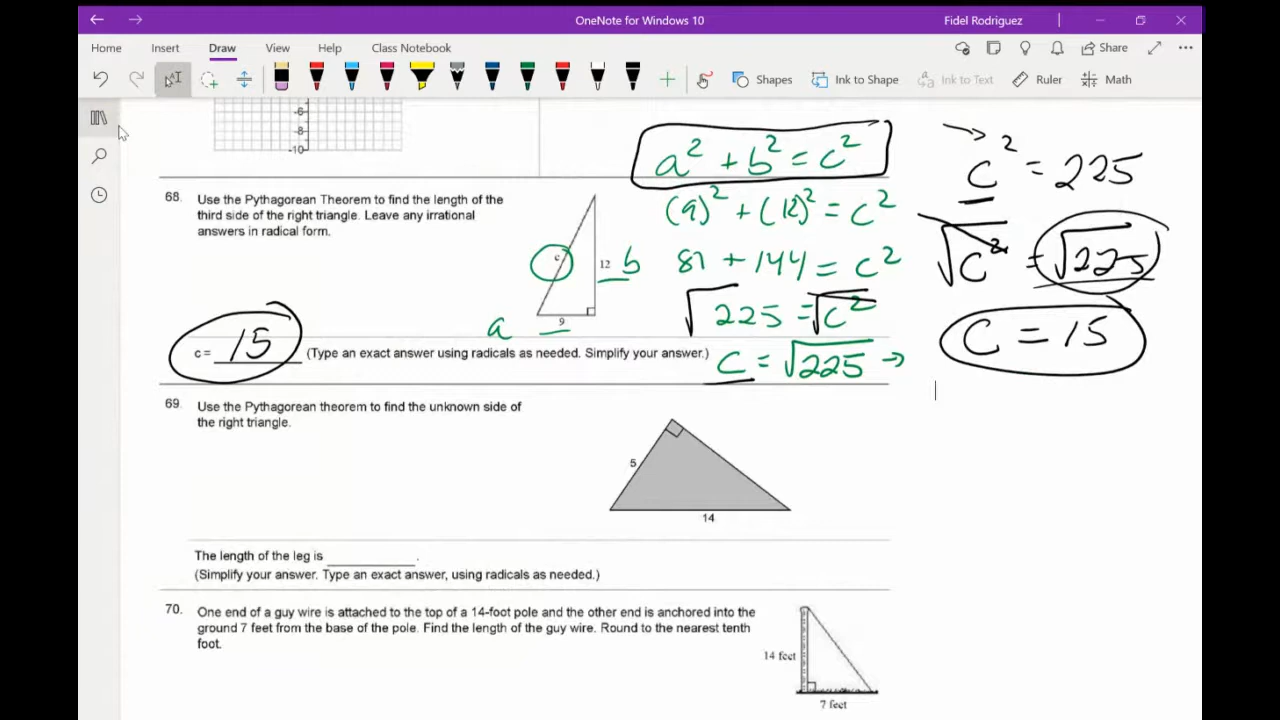 OneNote for Windows 10
Fidel Rodriguez
Home Insert Draw View Help Class Notebook
Share
Shapes Ink to Shape Ink to Text Ruler Math
-6
-8
-10
68. Use the Pythagorean Theorem to find the length of the
third side of the right triangle. Leave any irrational
answers in radical form.
c
12 b
a 9
c = 15 (Type an exact answer using radicals as needed. Simplify your answer.)
a² + b² = c²
(9)² + (12)² = c²
81 + 144 = c²
√225 = √c²
c = √225 →
→
c² = 225
√c² = √225
C = 15
69. Use the Pythagorean theorem to find the unknown side of
the right triangle.
5
14
The length of the leg is ____________.
(Simplify your answer. Type an exact answer, using radicals as needed.)
70. One end of a guy wire is attached to the top of a 14-foot pole and the other end is anchored into the
ground 7 feet from the base of the pole. Find the length of the guy wire. Round to the nearest tenth
foot.
14 feet
7 feet